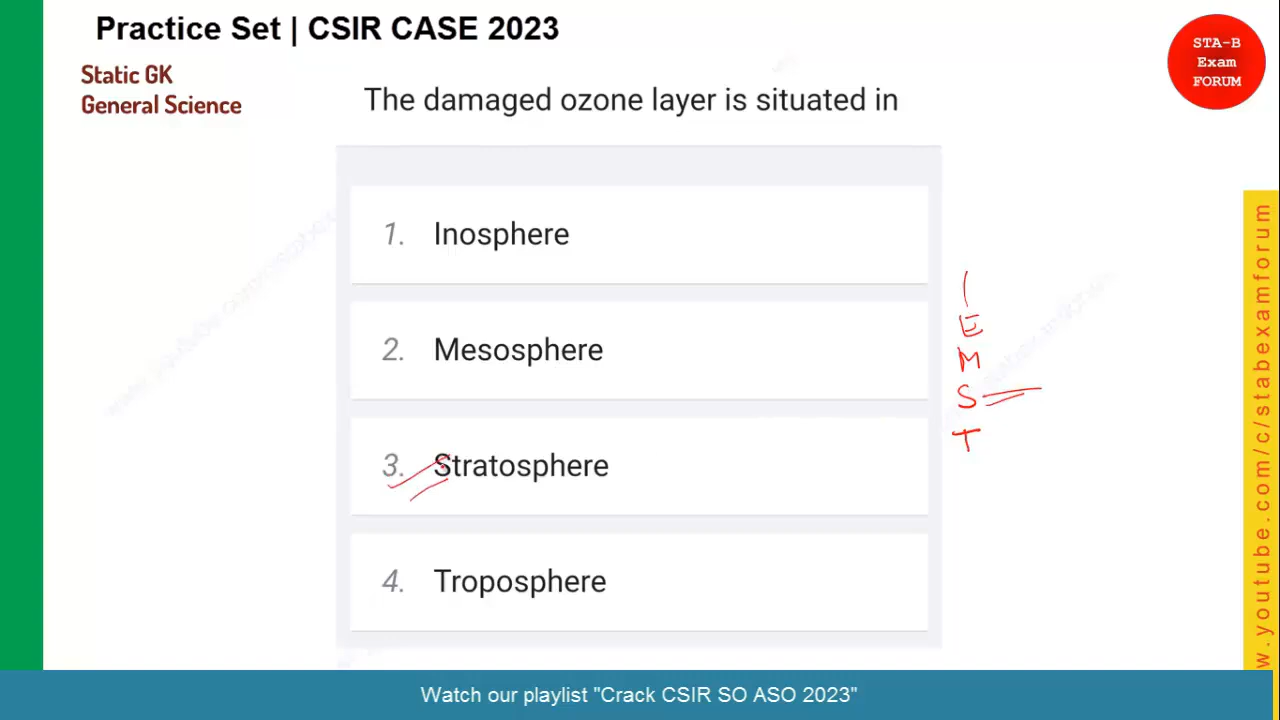 Practice Set | CSIR CASE 2023
STA-B
Exam
FORUM
Static GK
General Science
The damaged ozone layer is situated in
1. Inosphere
2. Mesosphere
3. Stratosphere
4. Troposphere
I
E
M
S
T
w.youtube.com/c/stabexamforum
Watch our playlist "Crack CSIR SO ASO 2023"